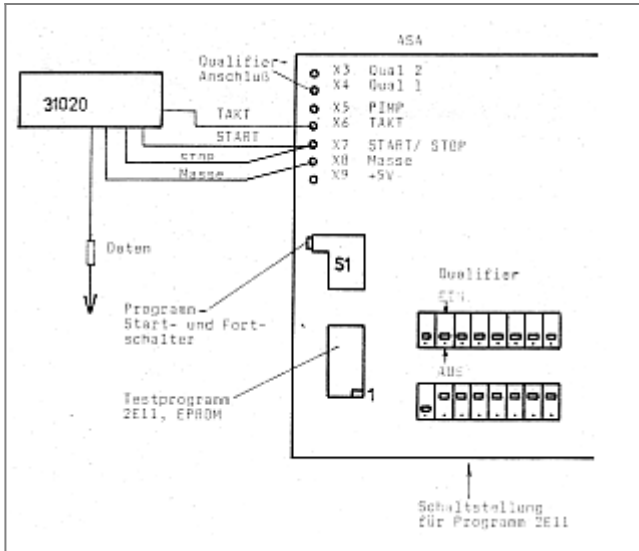 ASA
Qualifier-
Anschluß
X3 Qual 2
X4 Qual 1
X5 PIMP
X6 TAKT
X7 START/ STOP
X8 Masse
X9 +5V
31020
TAKT
START
STOP
Masse
Daten
S1
Programm-
Start- und Fort-
schalter
Testprogramm
2E11, EPROM
1
Qualifier
EIN
Schaltstellung
für Programm 2E11